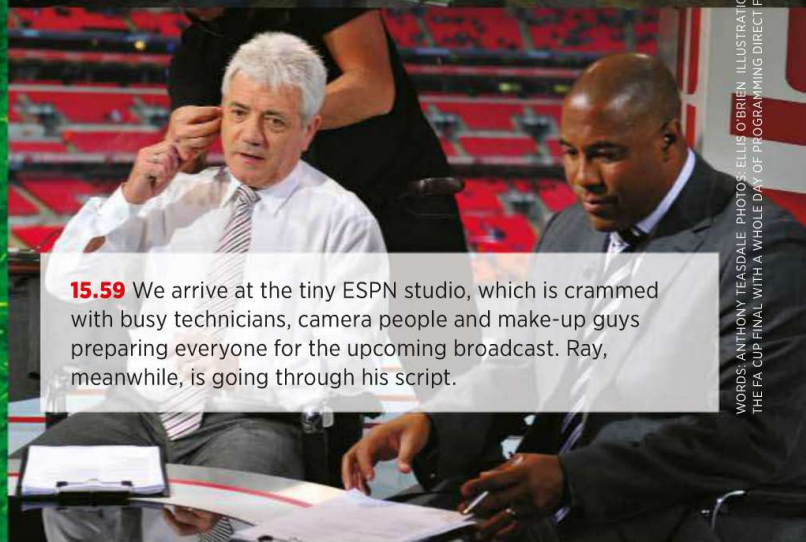 15.59 We arrive at the tiny ESPN studio, which is crammed
with busy technicians, camera people and make-up guys
preparing everyone for the upcoming broadcast. Ray,
meanwhile, is going through his script.
WORDS: ANTHONY TEASDALE PHOTOS: ELLIS O'BRIEN
THE FA CUP FINAL WITH A WHOLE DAY OF PROGRAMMING DIRECT